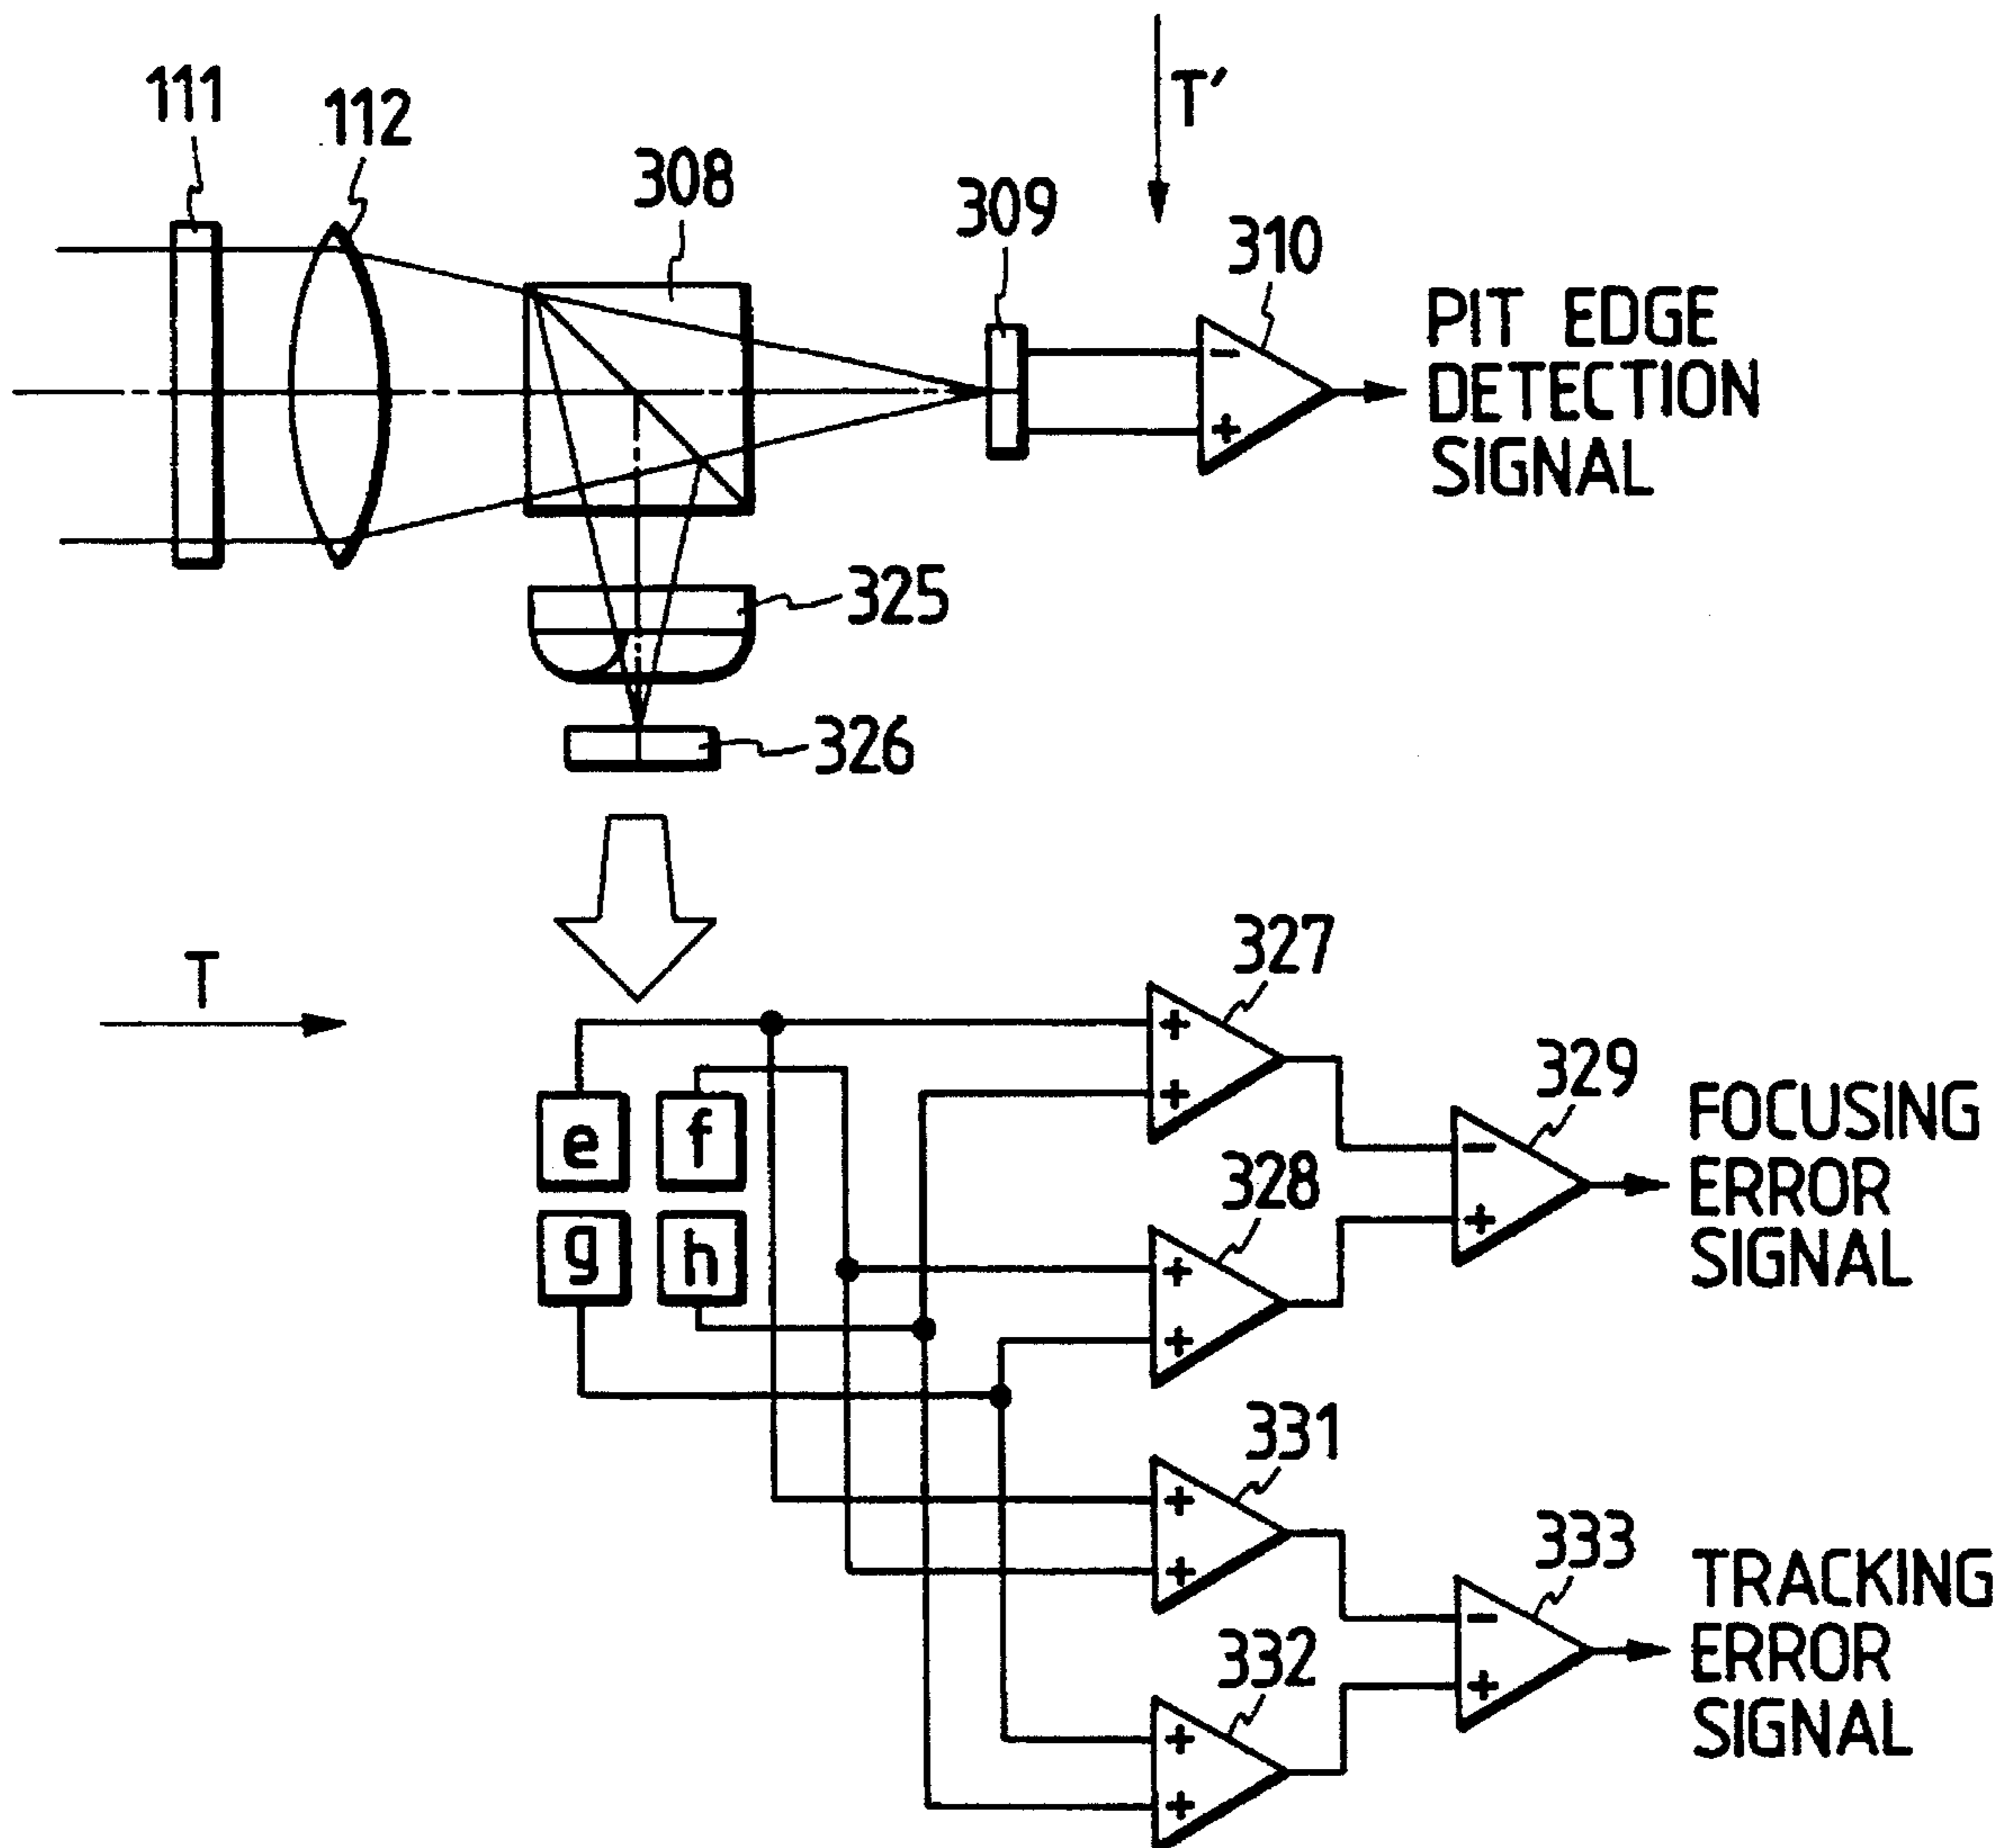 111
112
308
309
T′
310
−
+
PIT EDGE
DETECTION
SIGNAL
325
326
T
e
f
g
h
327
+
+
328
+
+
329
−
+
FOCUSING
ERROR
SIGNAL
331
+
+
332
+
+
333
−
+
TRACKING
ERROR
SIGNAL